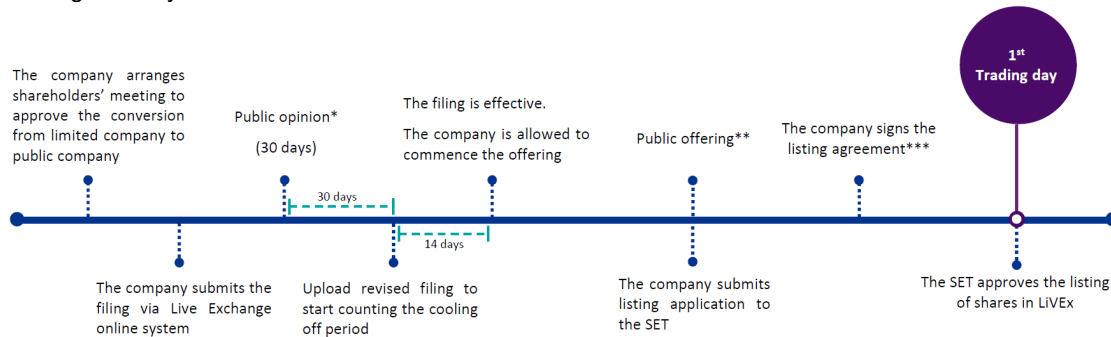 The company arranges
shareholders' meeting to
approve the conversion
from limited company to
public company
Public opinion*
(30 days)
The filing is effective.
The company is allowed to
commence the offering
Public offering**
The company signs the
listing agreement***
1st
Trading day
30 days
14 days
The company submits the
filing via Live Exchange
online system
Upload revised filing to
start counting the cooling
off period
The company submits
listing application to
the SET
The SET approves the listing
of shares in LiVEx